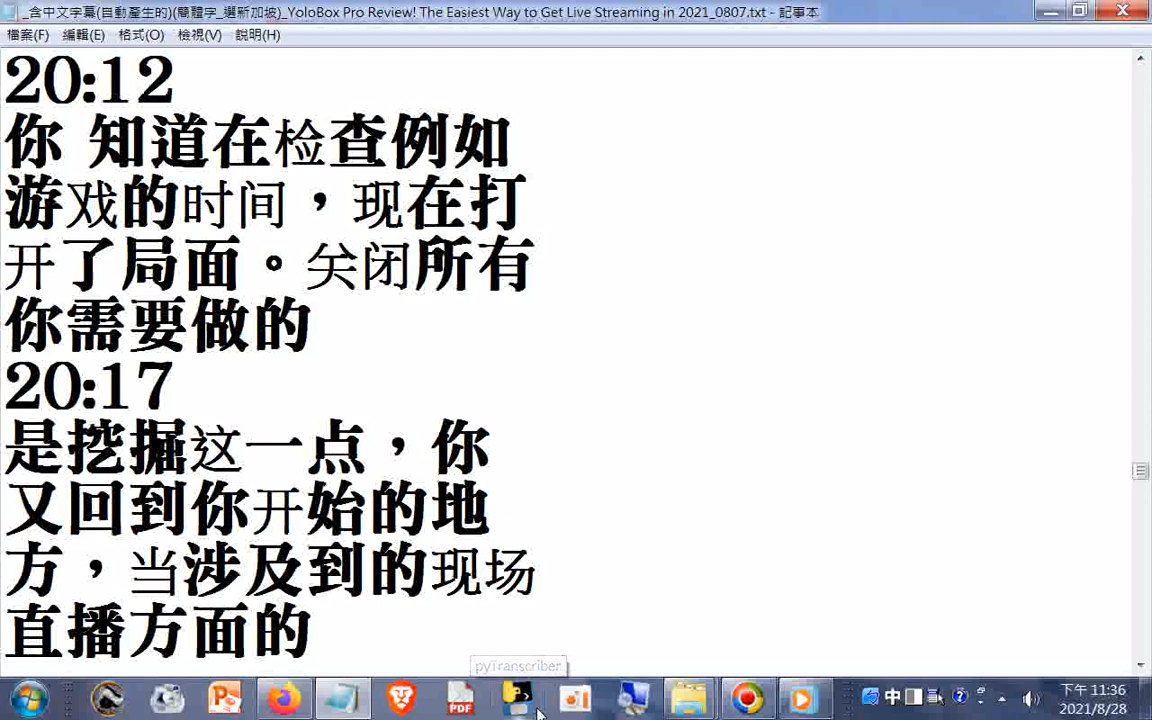 _含中文字幕(自動產生的)(簡體字_選新加坡)_YoloBox Pro Review! The Easiest Way to Get Live Streaming in 2021_0807.txt - 記事本
檔案(F) 編輯(E) 格式(O) 檢視(V) 說明(H)
20:12
你 知道在检查例如
游戏的时间，现在打
开了局面。关闭所有
你需要做的
20:17
是挖掘这一点，你
又回到你开始的地
方，当涉及到的现场
直播方面的
pyTranscriber
PDF
中
下午 11:36
2021/8/28